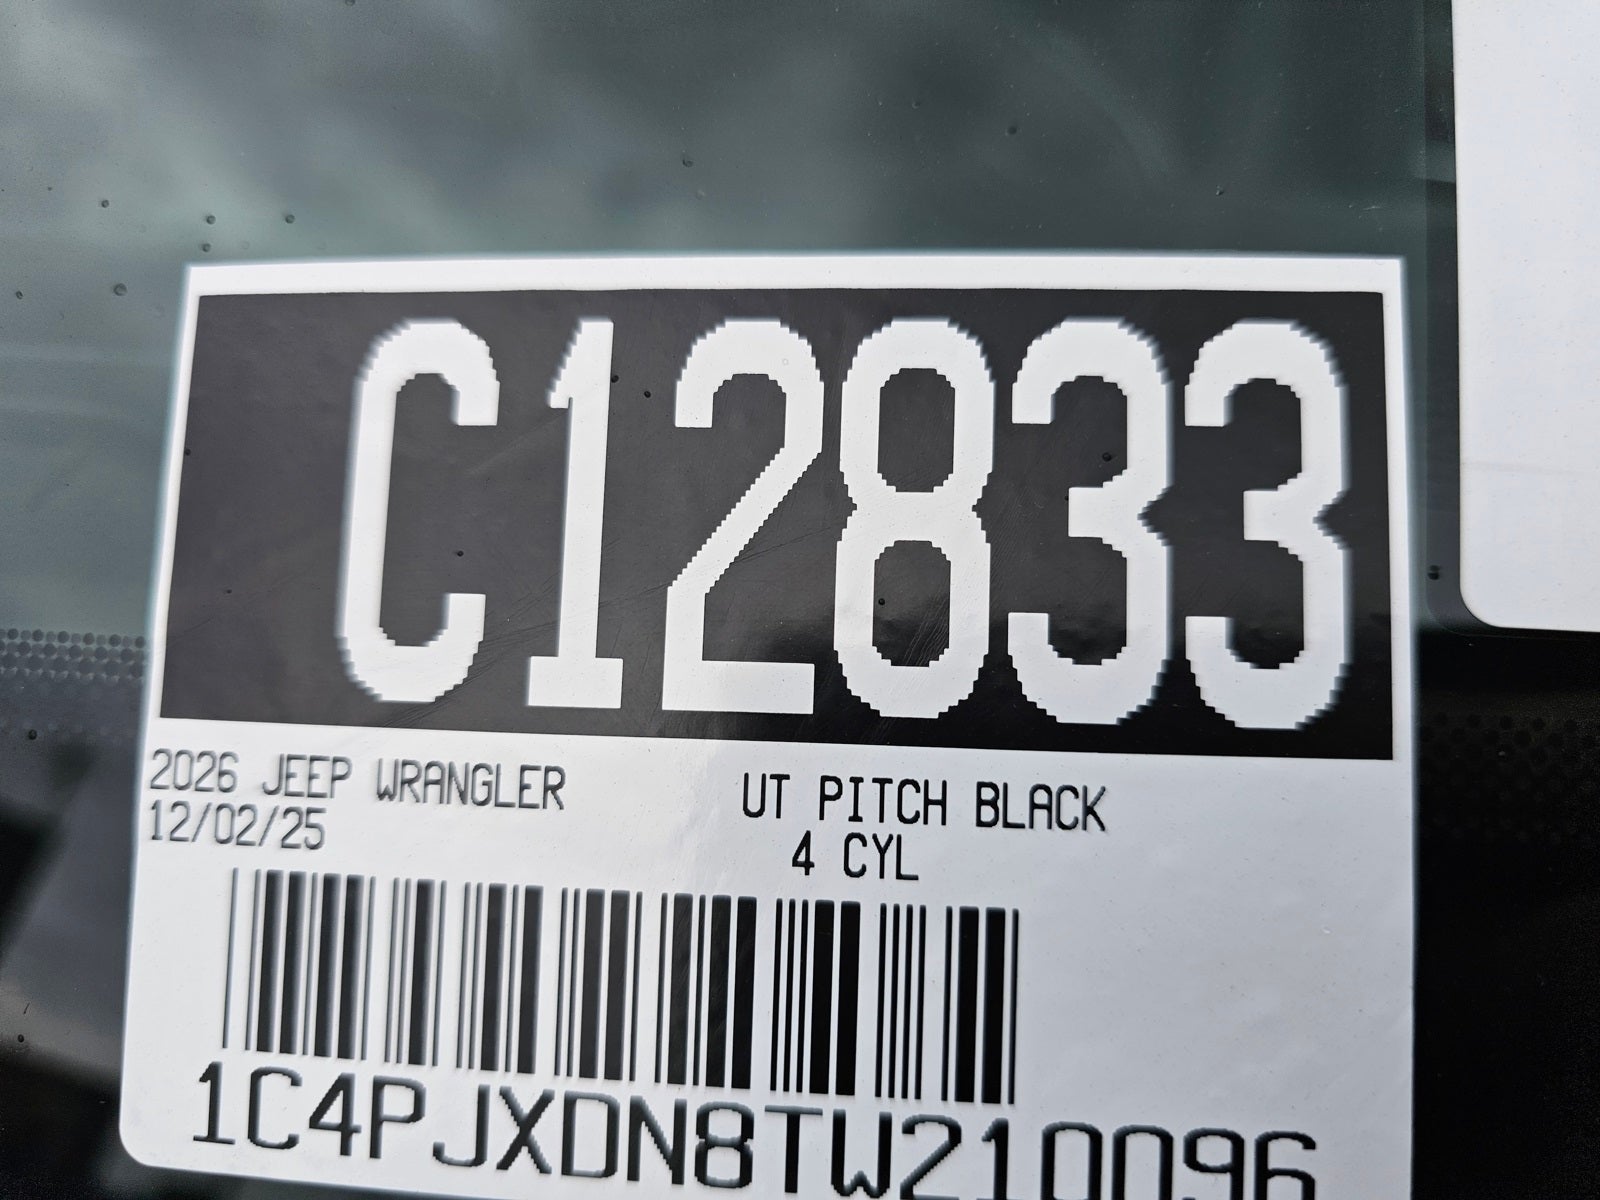 C12833
2026 JEEP WRANGLER UT PITCH BLACK
12/02/25 4 CYL
1C4PJXDN8TW210096